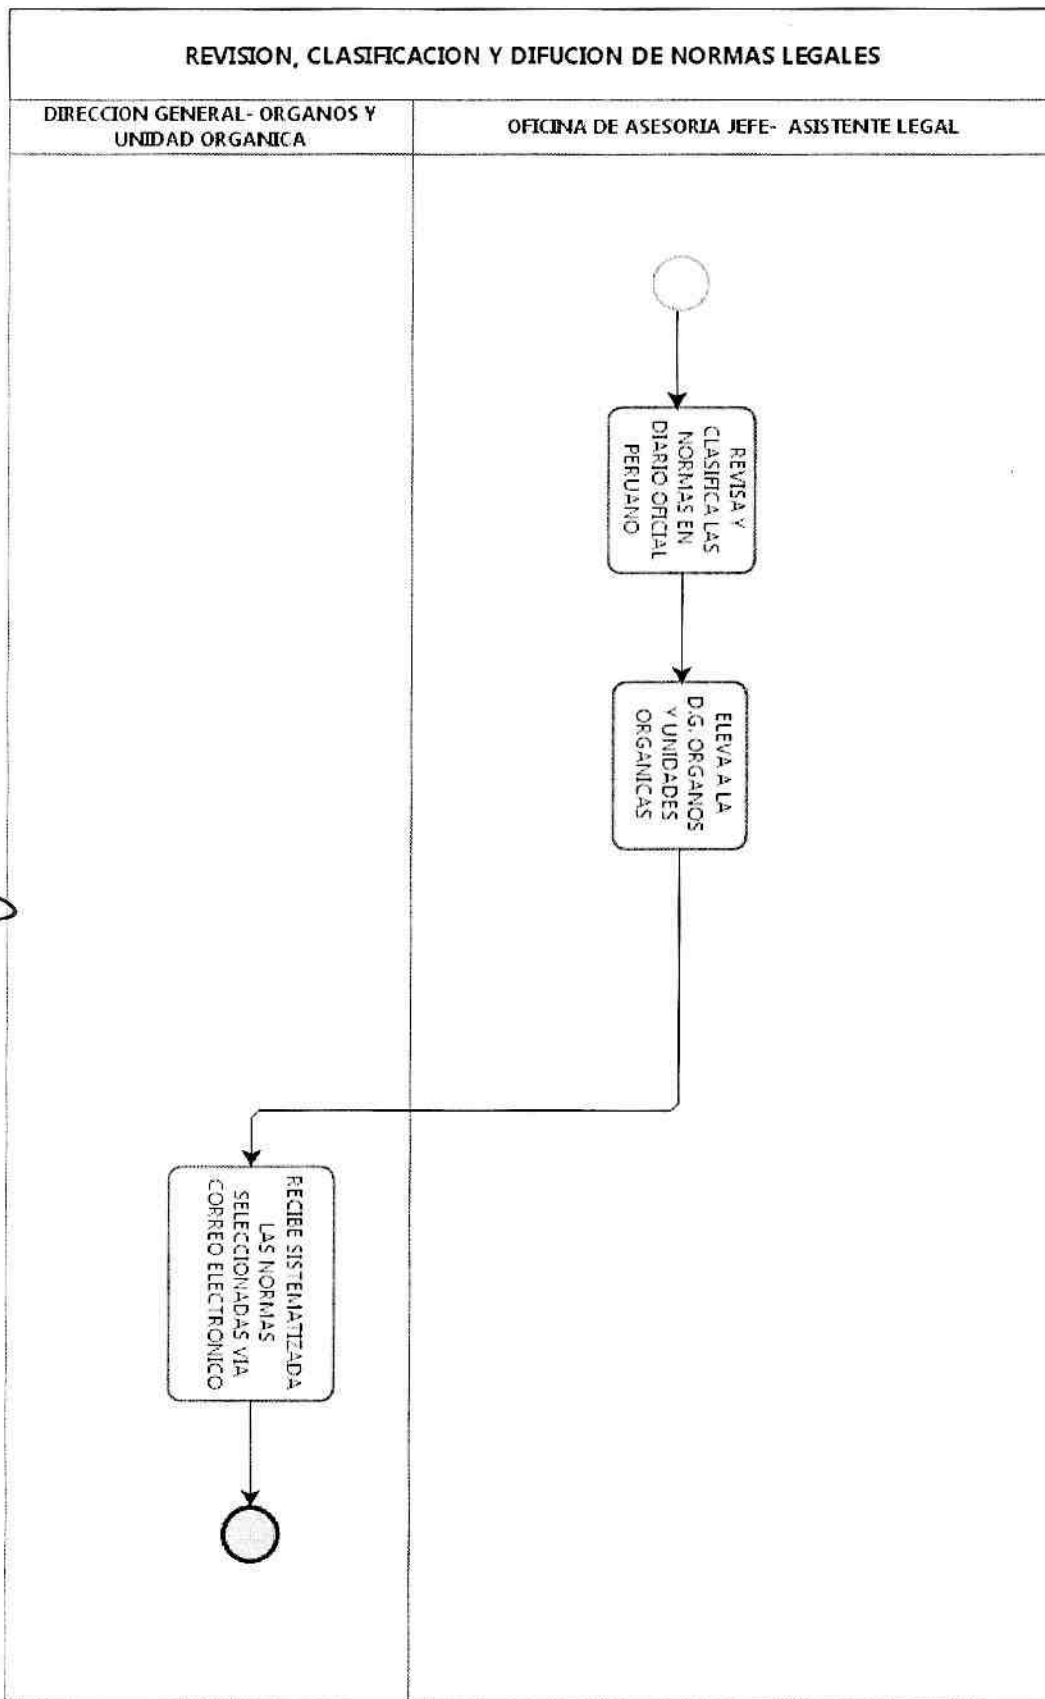 REVISION, CLASIFICACION Y DIFUCION DE NORMAS LEGALES
DIRECCION GENERAL- ORGANOS Y
UNIDAD ORGANICA
OFICINA DE ASESORIA JEFE- ASISTENTE LEGAL
REVISA Y
CLASIFICA LAS
NORMAS EN
DIARIO OFICIAL
PERUANO
ELEVA A LA
D.G. ORGANOS
Y UNIDADES
ORGANICAS
RECIBE SISTEMATIZADA
LAS NORMAS
SELECCIONADAS VIA
CORREO ELECTRONICO